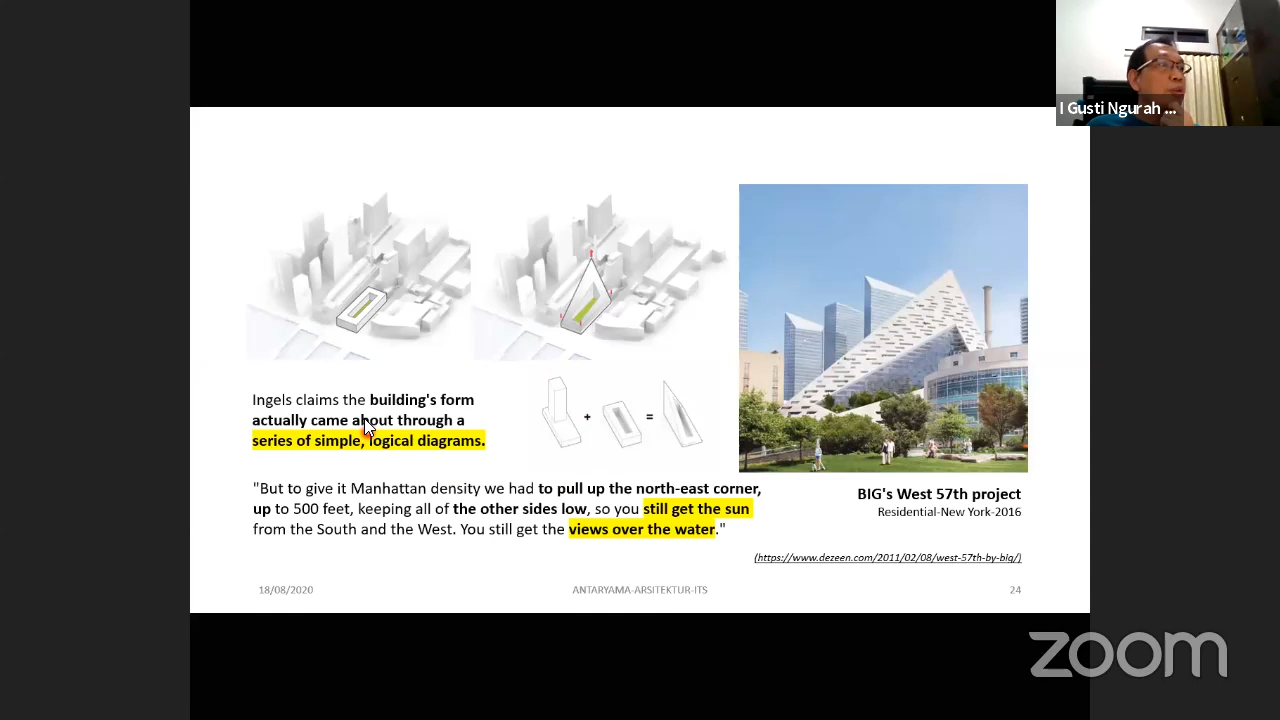 I Gusti Ngurah ...
+
=
Ingels claims the building's form
actually came about through a
series of simple, logical diagrams.
"But to give it Manhattan density we had to pull up the north-east corner,
up to 500 feet, keeping all of the other sides low, so you still get the sun
from the South and the West. You still get the views over the water."
BIG's West 57th project
Residential-New York-2016
(https://www.dezeen.com/2011/02/08/west-57th-by-big/)
18/08/2020
ANTARYAMA-ARSITEKTUR-ITS
24
zoom